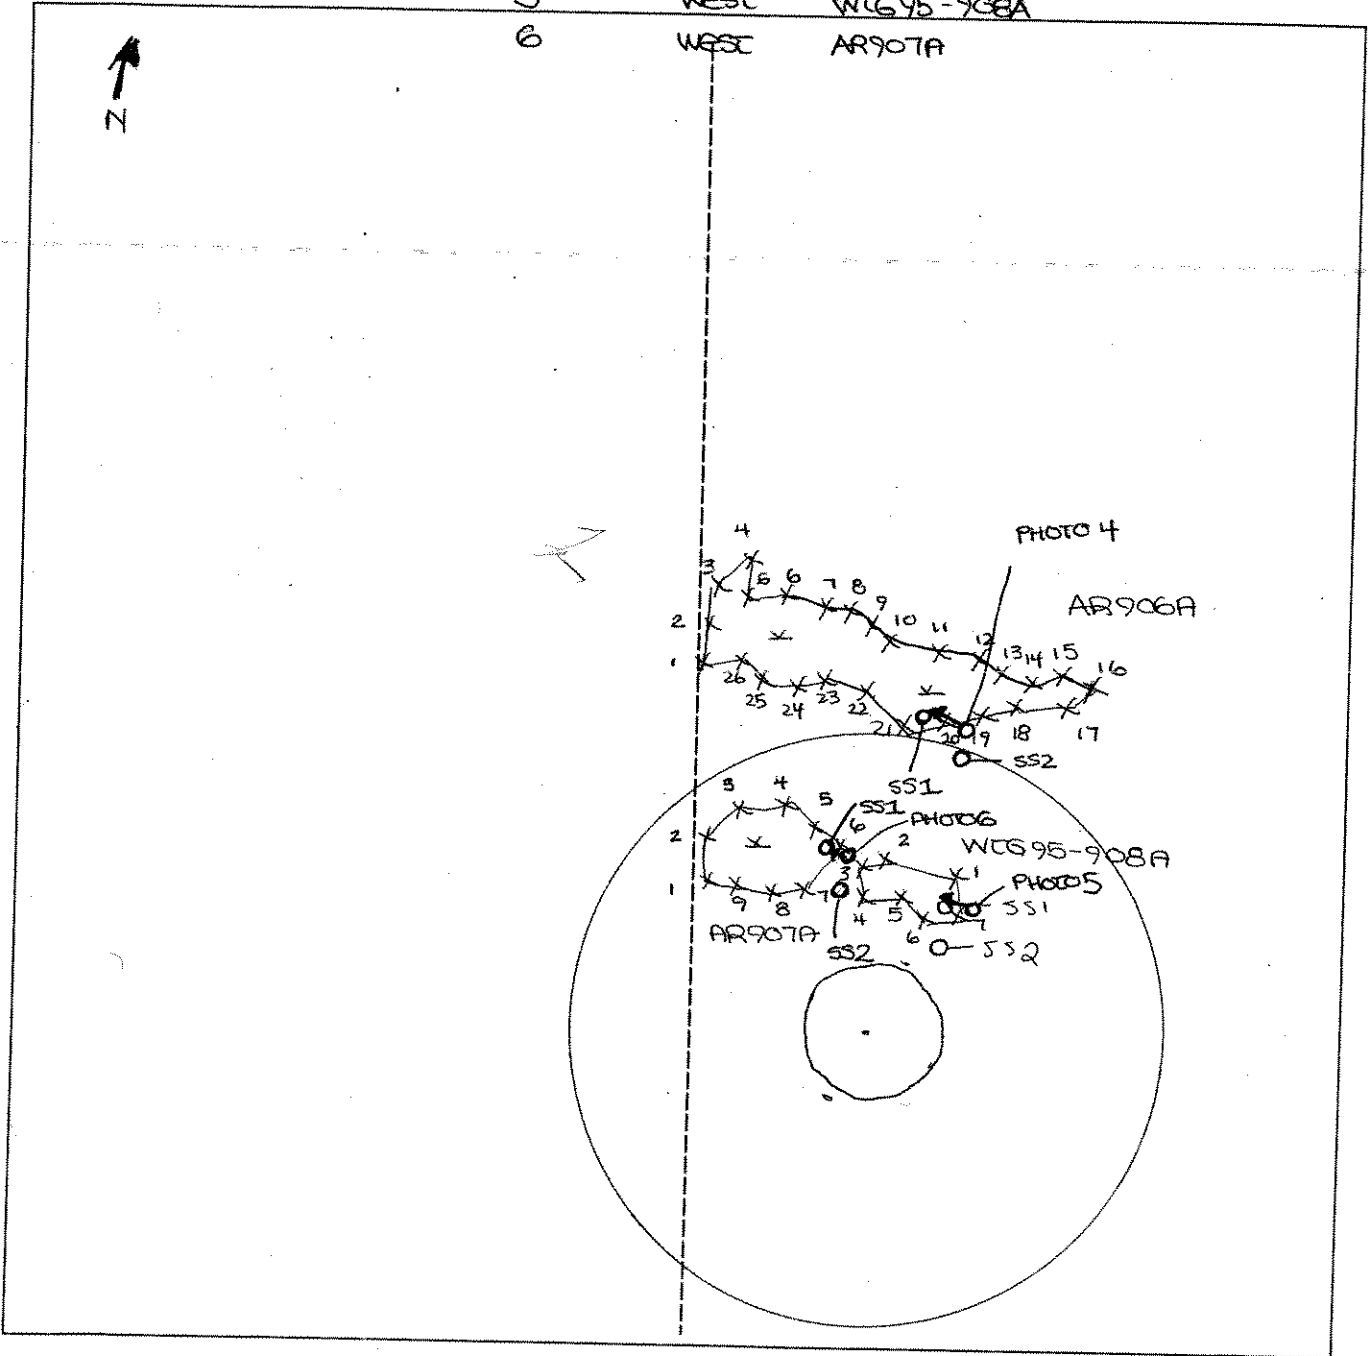 5 WEST WCG95-908A
6 WEST AR907A
N
PHOTO 4
AR906A
4
3 5 6 7 8 9 10 11 12 13 14 15 16
2
1 26 25 24 23 22 21 20 19 18 17
SS2
SS1
3 4 5 SS1
6 PHOTO6
2 2 WCG95-908A
3 1
1 9 8 7 4 5 PHOTO5
SS1
6 7
AR907A SS2 SS2